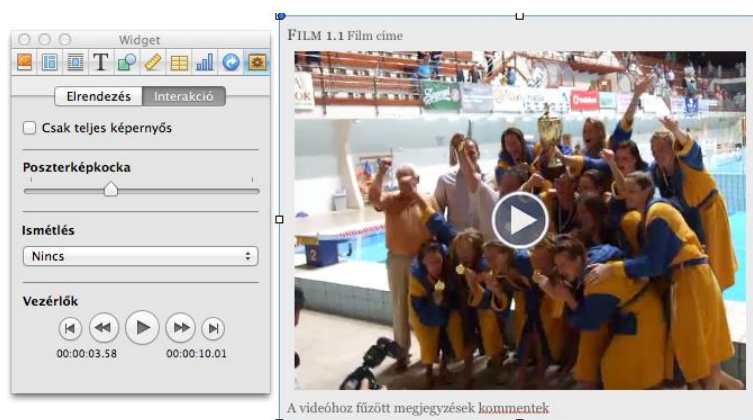 Widget
T
Elrendezés Interakció
Csak teljes képernyős
Poszterképkocka
Ismétlés
Nincs
Vezérlők
00:00:03.58 00:00:10.01
FILM 1.1 Film címe
A videóhoz fűzött megjegyzések kommentek